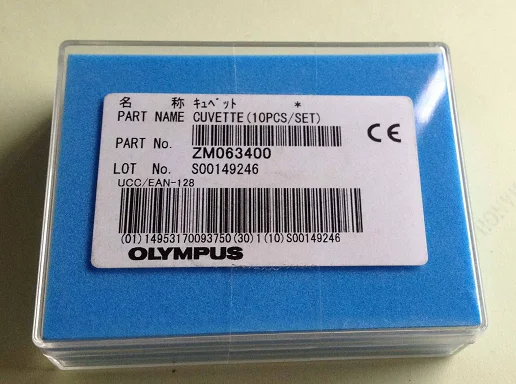 名 称 ｷｭﾍﾞｯﾄ *
PART NAME CUVETTE(10PCS/SET)
PART No. ZM063400
LOT No. S00149246
UCC/EAN-128
(01)14953170093750(30)1(10)S00149246
OLYMPUS
CE